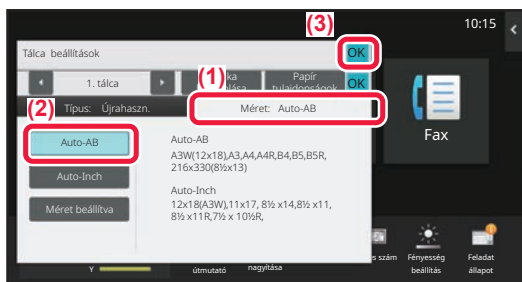 10:15
(3)
Tálca beállítások
OK
1. tálca
(1)
Papír
tulajdonságok
OK
(2)
Típus: Újrahaszn.
Méret: Auto-AB
Auto-AB
Auto-Inch
Méret beállítva
Auto-AB
A3W(12x18),A3,A4,A4R,B4,B5,B5R,
216x330(8½x13)
Auto-Inch
12x18(A3W),11x17, 8½ x14,8½ x11,
8½ x11R,7½ x 10½R,
Fax
szám
Fényesség
beállítás
Feladat
állapot
Y
útmutató
nagyítása